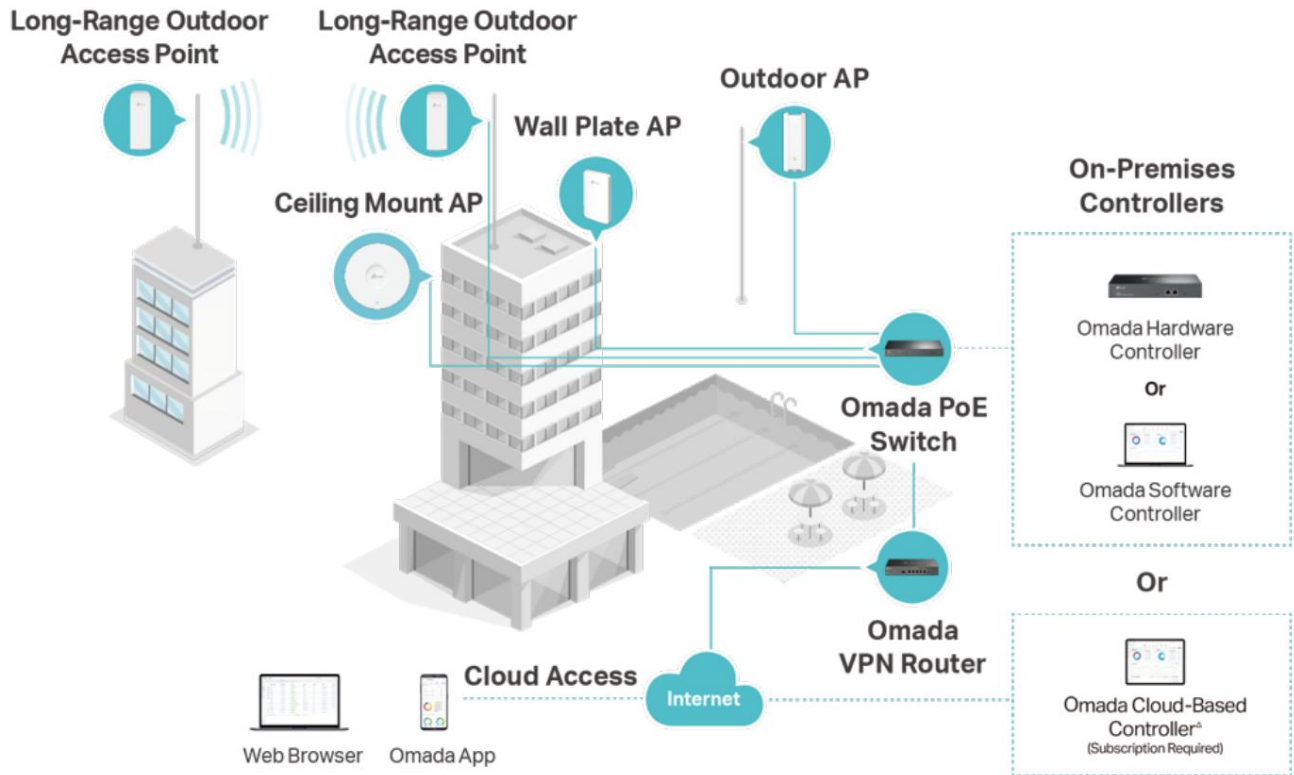 Long-Range Outdoor
Access Point
Long-Range Outdoor
Access Point
Outdoor AP
Wall Plate AP
Ceiling Mount AP
On-Premises
Controllers
Omada Hardware
Controller
Or
Omada Software
Controller
Omada PoE
Switch
Or
Omada
VPN Router
Cloud Access
Internet
Web Browser
Omada App
Omada Cloud-Based
Controller△
(Subscription Required)